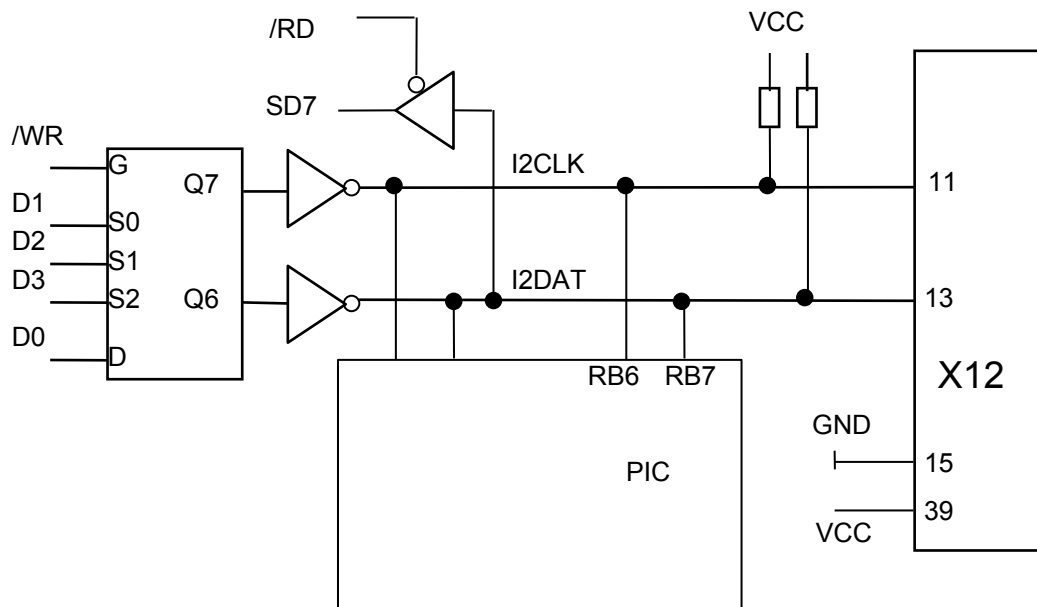 /RD
VCC
SD7
/WR
G
Q7
I2CLK
11
D1
S0
D2
S1
D3
S2
Q6
I2DAT
13
D0
D
RB6
RB7
X12
GND
15
PIC
39
VCC